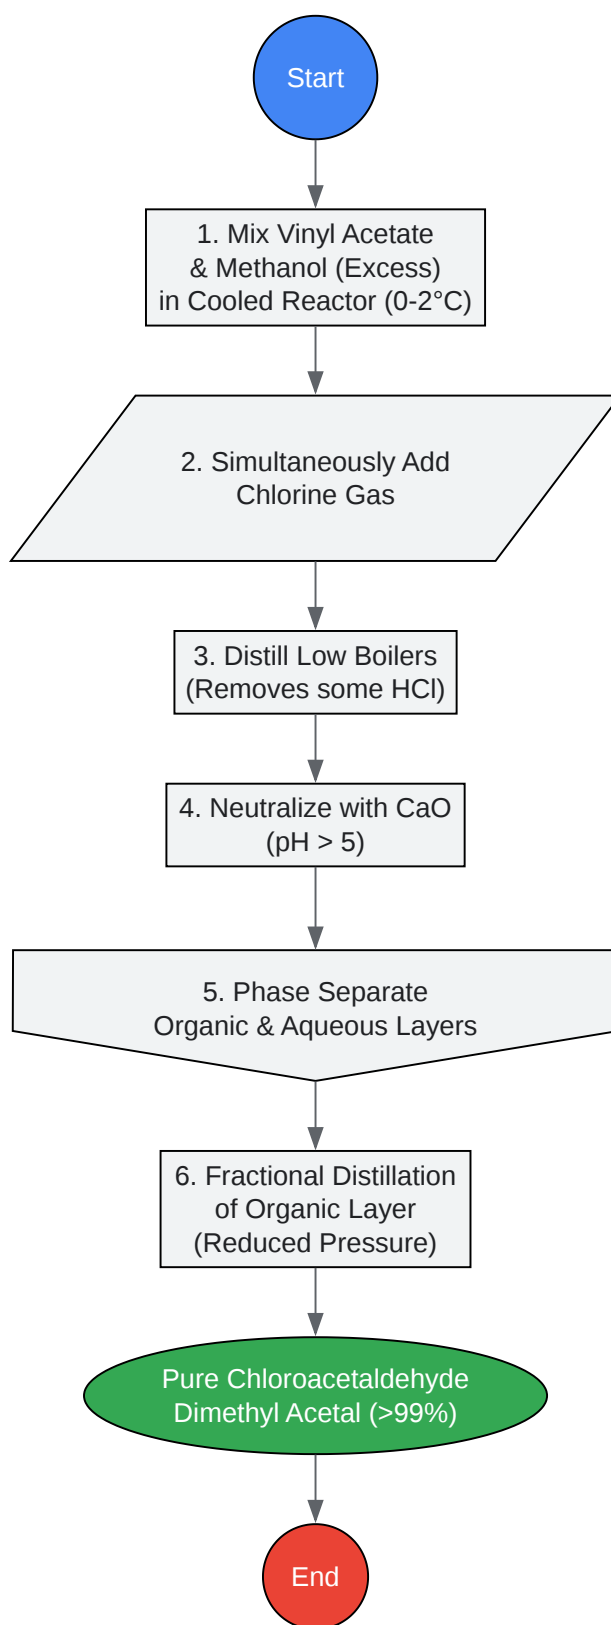 Start
1. Mix Vinyl Acetate
& Methanol (Excess)
in Cooled Reactor (0-2°C)
2. Simultaneously Add
Chlorine Gas
3. Distill Low Boilers
(Removes some HCl)
4. Neutralize with CaO
(pH > 5)
5. Phase Separate
Organic & Aqueous Layers
6. Fractional Distillation
of Organic Layer
(Reduced Pressure)
Pure Chloroacetaldehyde
Dimethyl Acetal (>99%)
End